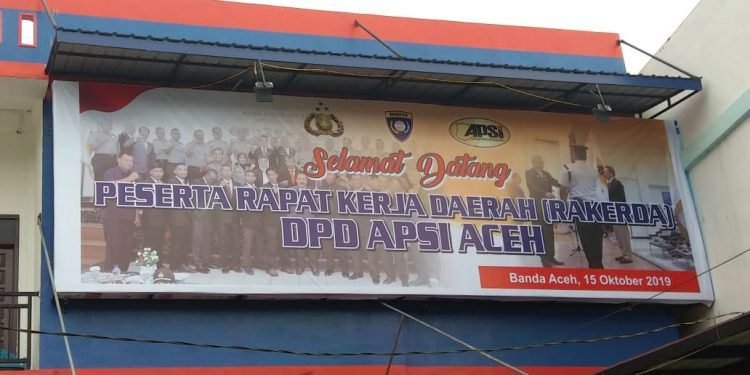 APSI
Selamat Datang
PESERTA RAPAT KERJA DAERAH (RAKERDA)
DPD APSI ACEH
Banda Aceh, 15 Oktober 2019